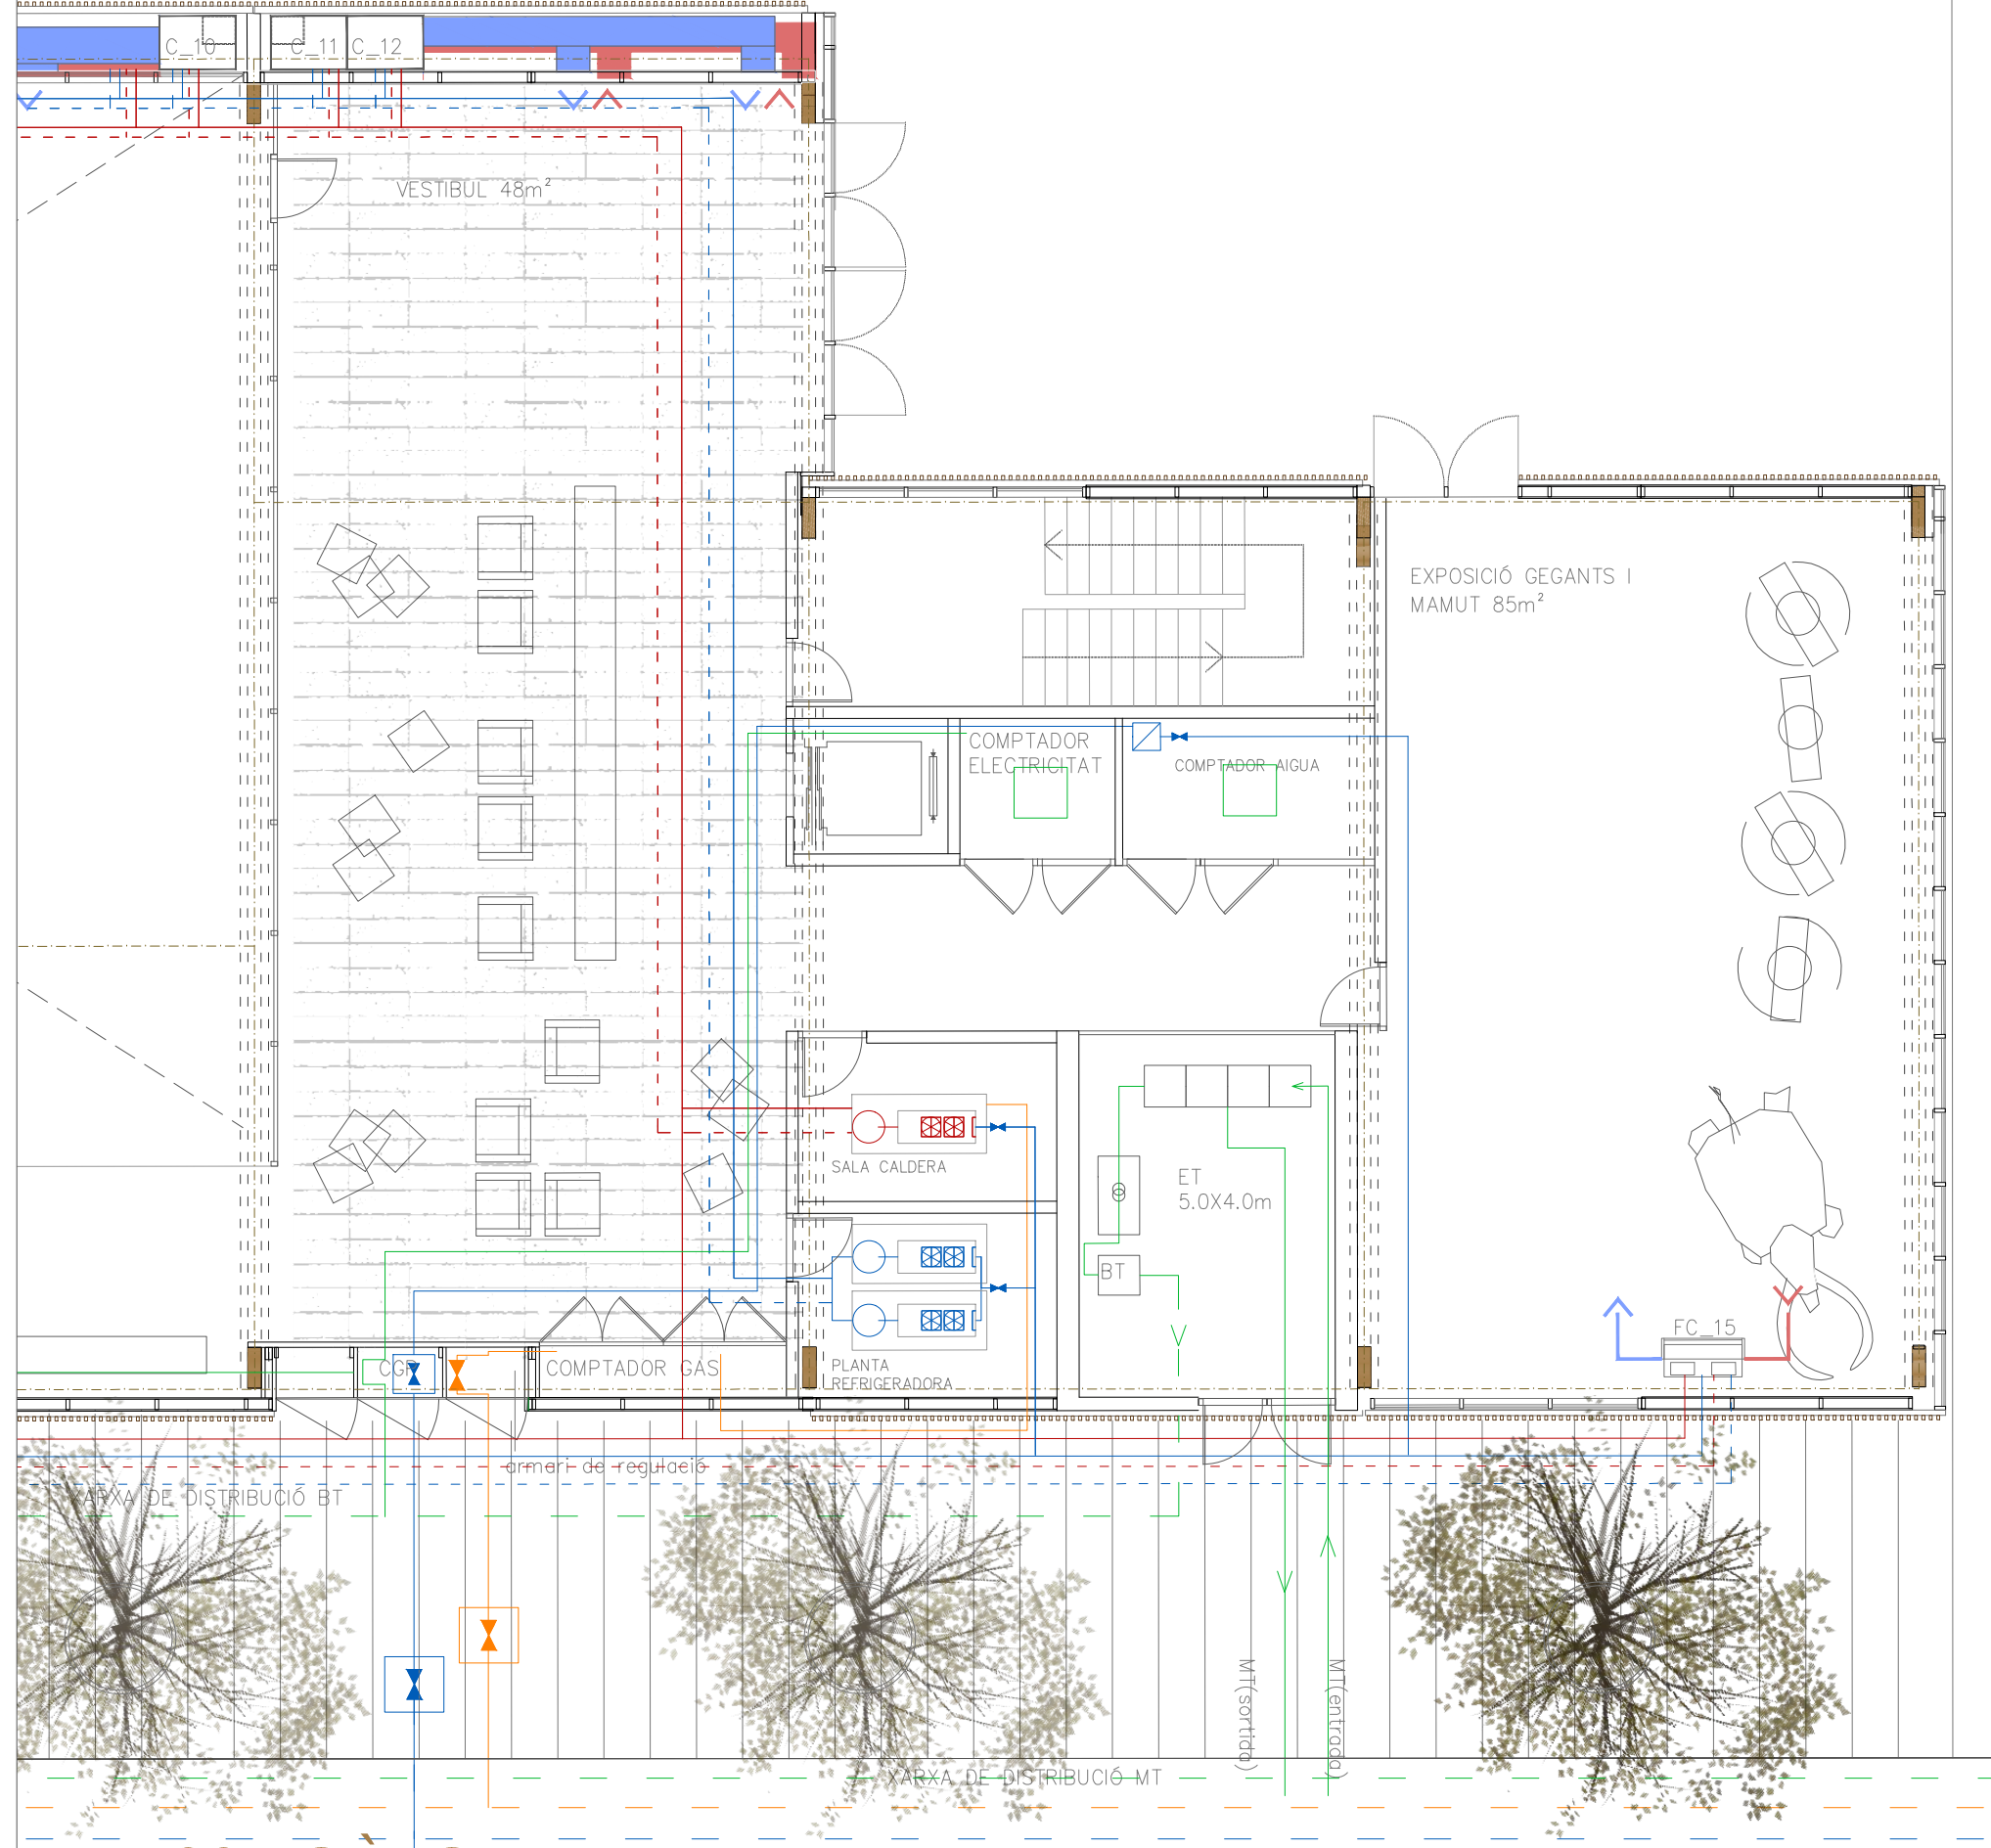 C_10
C_11
C_12
VESTIBUL 48m²
EXPOSICIÓ GEGANTS I
MAMUT 85m²
COMPTADOR
ELECTRICITAT
COMPTADOR AIGUA
SALA CALDERA
ET
5.0X4.0m
BT
FC_15
CGP
COMPTADOR GAS
PLANTA
REFRIGERADORA
armari de regulació
XARXA DE DISTRIBUCIÓ BT
MT(sortida)
MT(entrada)
XARXA DE DISTRIBUCIÓ MT